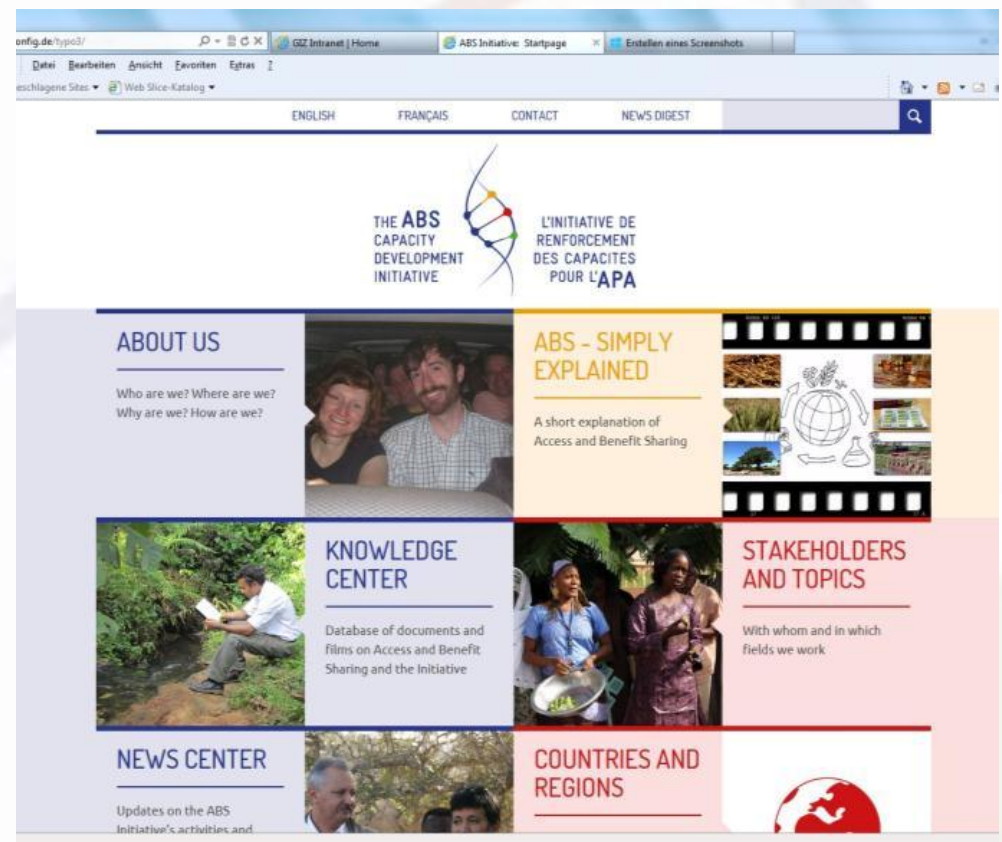 onfig.de/typo3/
GIZ Intranet | Home
ABS Initiative: Startpage
Erstellen eines Screenshots
Datei Bearbeiten Ansicht Favoriten Extras ?
eschlagene Sites Web Slice-Katalog
ENGLISH FRANÇAIS CONTACT NEWS DIGEST
THE ABS
CAPACITY
DEVELOPMENT
INITIATIVE
L'INITIATIVE DE
RENFORCEMENT
DES CAPACITES
POUR L'APA
ABOUT US
Who are we? Where are we?
Why are we? How are we?
ABS - SIMPLY
EXPLAINED
A short explanation of
Access and Benefit Sharing
KNOWLEDGE
CENTER
Database of documents and
films on Access and Benefit
Sharing and the Initiative
STAKEHOLDERS
AND TOPICS
With whom and in which
fields we work
NEWS CENTER
Updates on the ABS
Initiative's activities and
COUNTRIES AND
REGIONS